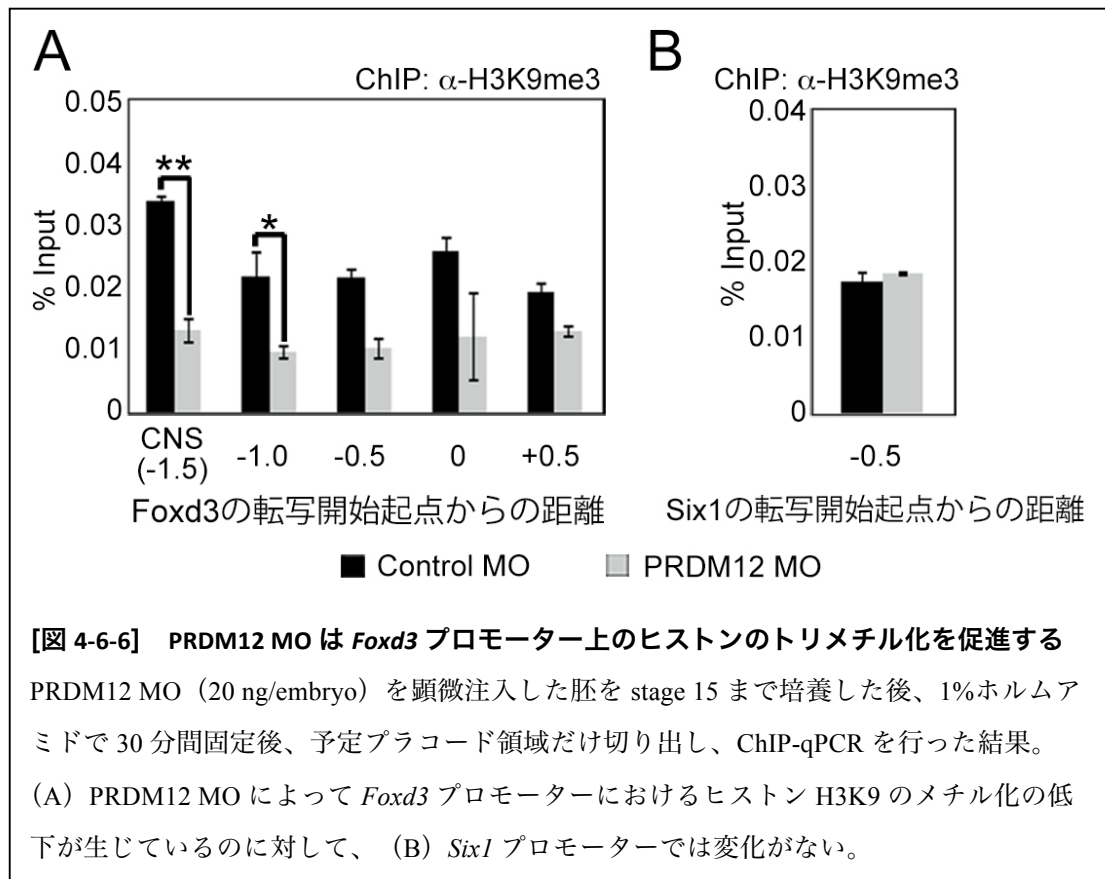 A
B
ChIP: α-H3K9me3
ChIP: α-H3K9me3
0.05
0.04
0.03
0.02
0.01
0
% Input
**
*
CNS
(-1.5)
-1.0
-0.5
0
+0.5
Foxd3の転写開始起点からの距離
0.04
0.03
0.02
0.01
0
% Input
-0.5
Six1の転写開始起点からの距離
Control MO
PRDM12 MO
[図 4-6-6] PRDM12 MO は Foxd3 プロモーター上のヒストンのトリメチル化を促進する
PRDM12 MO（20 ng/embryo）を顕微注入した胚を stage 15 まで培養した後、1%ホルムア
ミドで 30 分間固定後、予定プラコード領域だけ切り出し、ChIP-qPCR を行った結果。
（A）PRDM12 MO によって Foxd3 プロモーターにおけるヒストン H3K9 のメチル化の低
下が生じているのに対して、（B）Six1 プロモーターでは変化がない。